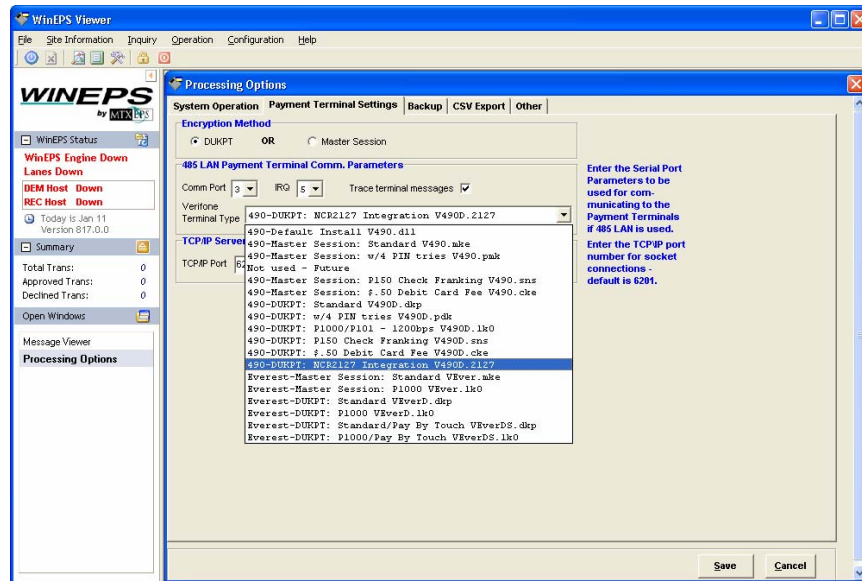 WinEPS Viewer
File Site Information Inquiry Operation Configuration Help
WINEPS
by MTXEPS
WinEPS Status
WinEPS Engine Down
Lanes Down
DEM Host Down
REC Host Down
Today is Jan 11
Version 817.0.0
Summary
Total Trans: 0
Approved Trans: 0
Declined Trans: 0
Open Windows
Message Viewer
Processing Options
Processing Options
System Operation Payment Terminal Settings Backup CSV Export Other
Encryption Method
DUKPT OR Master Session
485 LAN Payment Terminal Comm. Parameters
Comm Port 3 IRQ 5 Trace terminal messages
Verifone
Terminal Type 490-DUKPT: NCR2127 Integration V490D.2127
490-Default Install V490.dll
490-Master Session: Standard V490.mke
490-Master Session: w/4 PIN tries V490.pmk
Not used - Future
490-Master Session: P150 Check Franking V490.sns
490-Master Session: $.50 Debit Card Fee V490.cke
490-DUKPT: Standard V490D.dkp
490-DUKPT: w/4 PIN tries V490D.pdk
490-DUKPT: P1000/P101 - 1200bps V490D.1k0
490-DUKPT: P150 Check Franking V490D.sns
490-DUKPT: $.50 Debit Card Fee V490D.cke
490-DUKPT: NCR2127 Integration V490D.2127
Everest-Master Session: Standard VEver.mke
Everest-Master Session: P1000 VEver.1k0
Everest-DUKPT: Standard VEverD.dkp
Everest-DUKPT: P1000 VEverD.1k0
Everest-DUKPT: Standard/Pay By Touch VEverDS.dkp
Everest-DUKPT: P1000/Pay By Touch VEverDS.1k0
TCP/IP Server
TCP/IP Port 62
Enter the Serial Port
Parameters to be
used for com-
municating to the
Payment Terminals
if 485 LAN is used.
Enter the TCP\IP port
number for socket
connections -
default is 6201.
Save Cancel